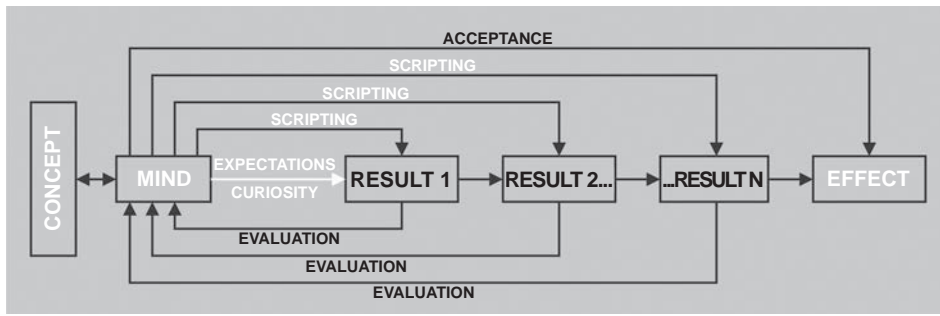 ACCEPTANCE
SCRIPTING
SCRIPTING
SCRIPTING
CONCEPT
MIND
EXPECTATIONS
CURIOSITY
RESULT 1
RESULT 2...
...RESULT N
EFFECT
EVALUATION
EVALUATION
EVALUATION